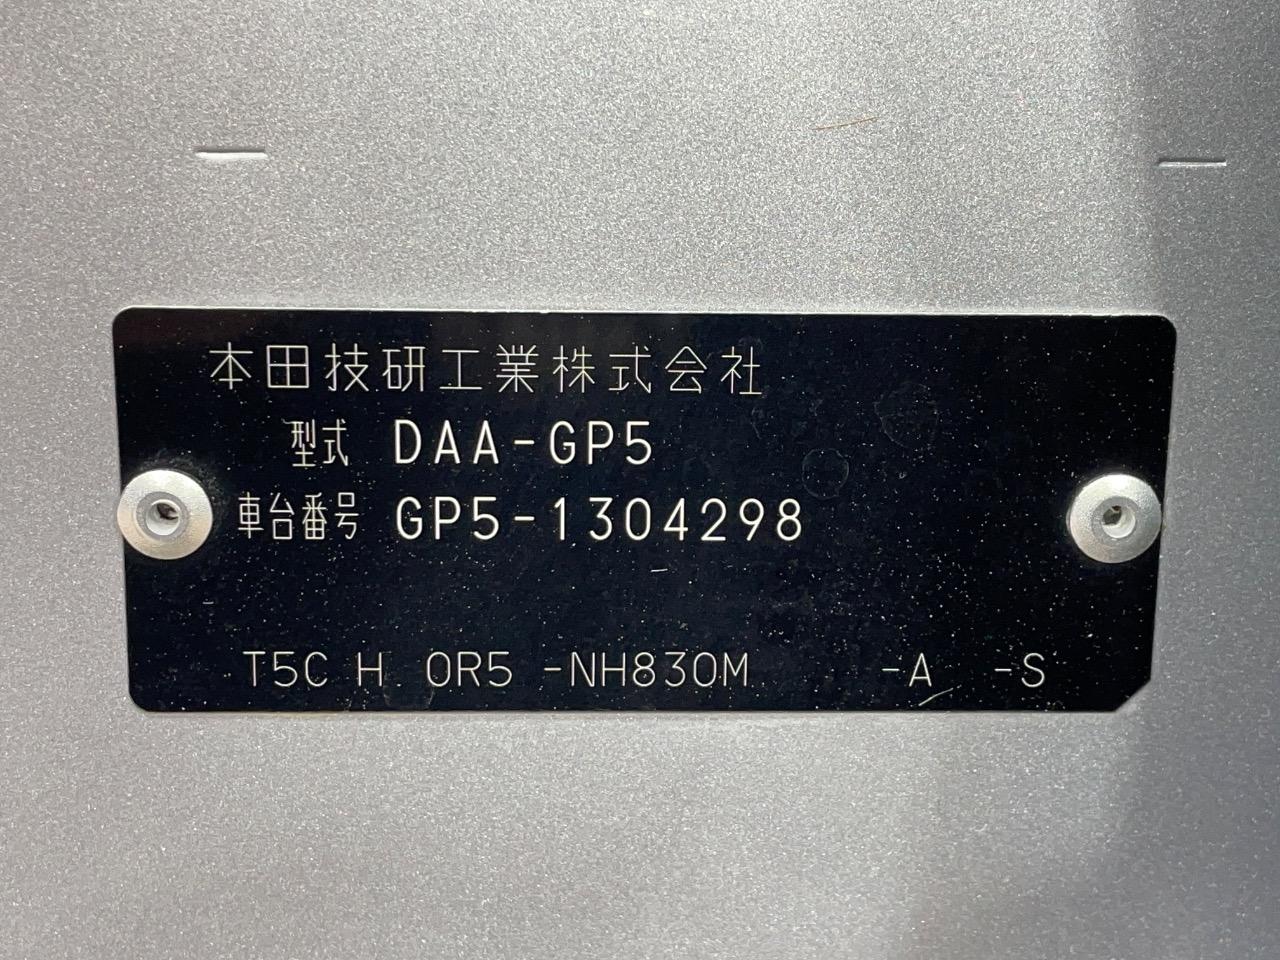 本田技研工業株式会社
型式 DAA-GP5
車台番号 GP5-1304298
T5C H 0R5 -NH830M -A -S